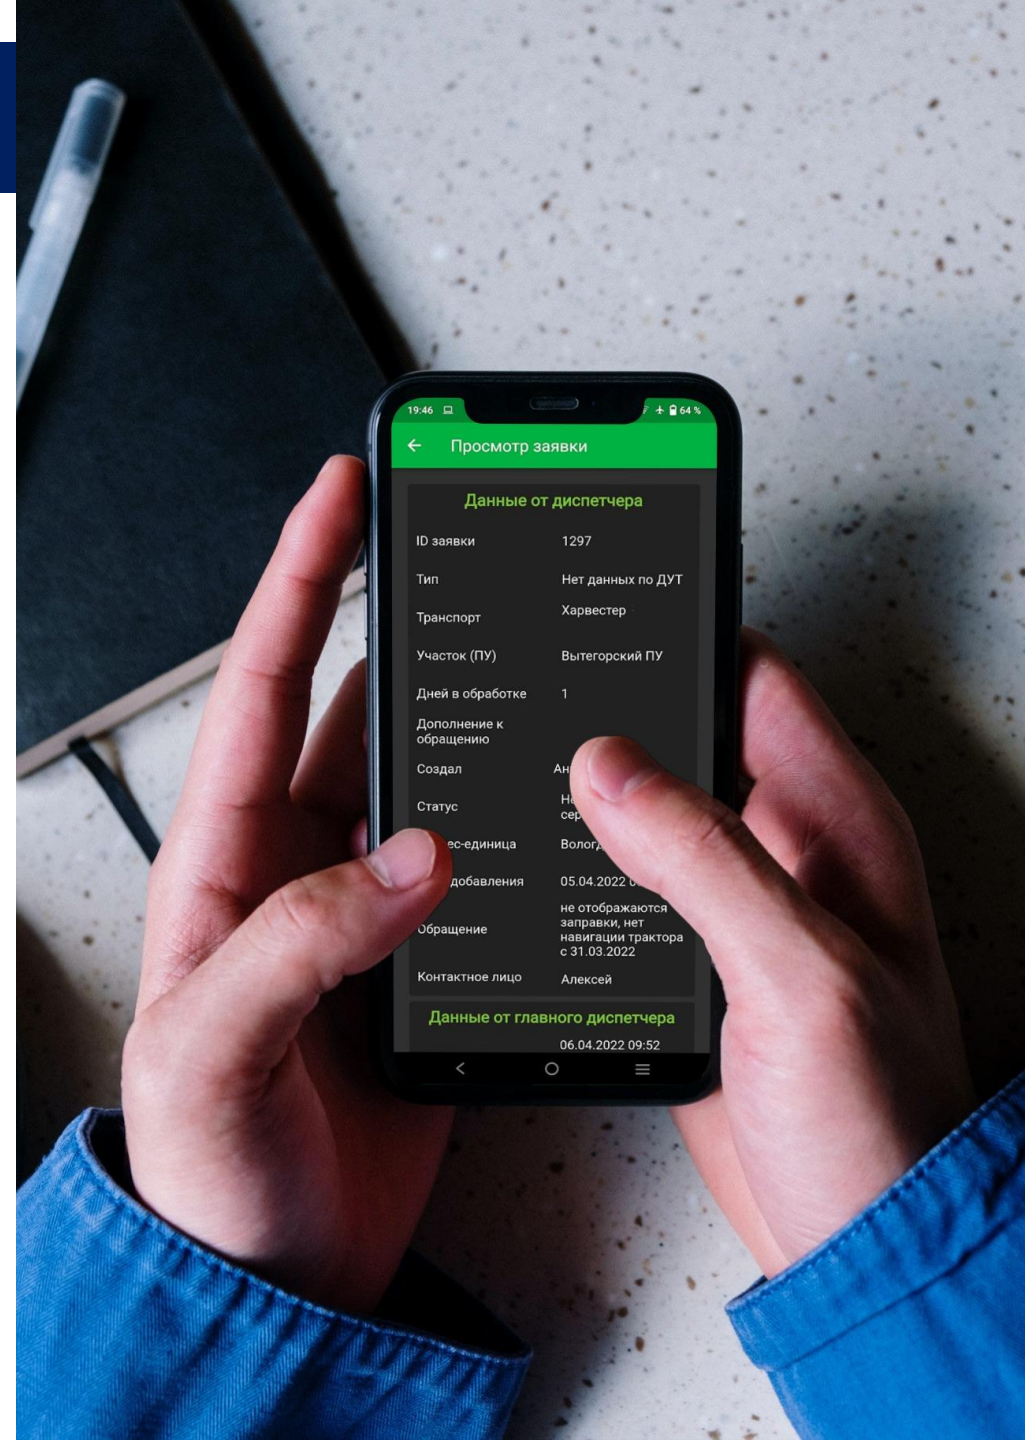 19:46
64 %
Просмотр заявки
Данные от диспетчера
ID заявки 1297
Тип Нет данных по ДУТ
Транспорт Харвестер
Участок (ПУ) Вытегорский ПУ
Дней в обработке 1
Дополнение к
обращению
Создал
Статус
05.04.2022
не отображаются
заправки, нет
Обращение навигации трактора
с 31.03.2022
Контактное лицо Алексей
Данные от главного диспетчера
06.04.2022 09:52